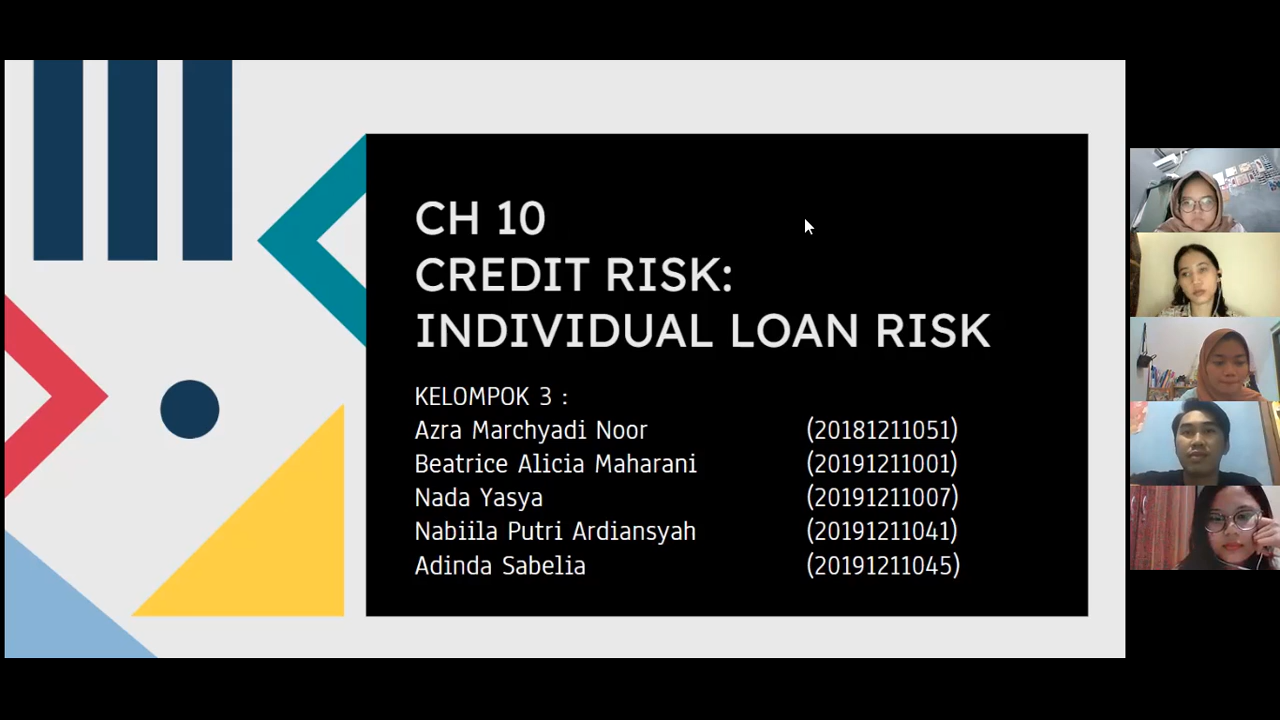 CH 10
CREDIT RISK:
INDIVIDUAL LOAN RISK
KELOMPOK 3 :
Azra Marchyadi Noor (20181211051)
Beatrice Alicia Maharani (20191211001)
Nada Yasya (20191211007)
Nabiila Putri Ardiansyah (20191211041)
Adinda Sabelia (20191211045)